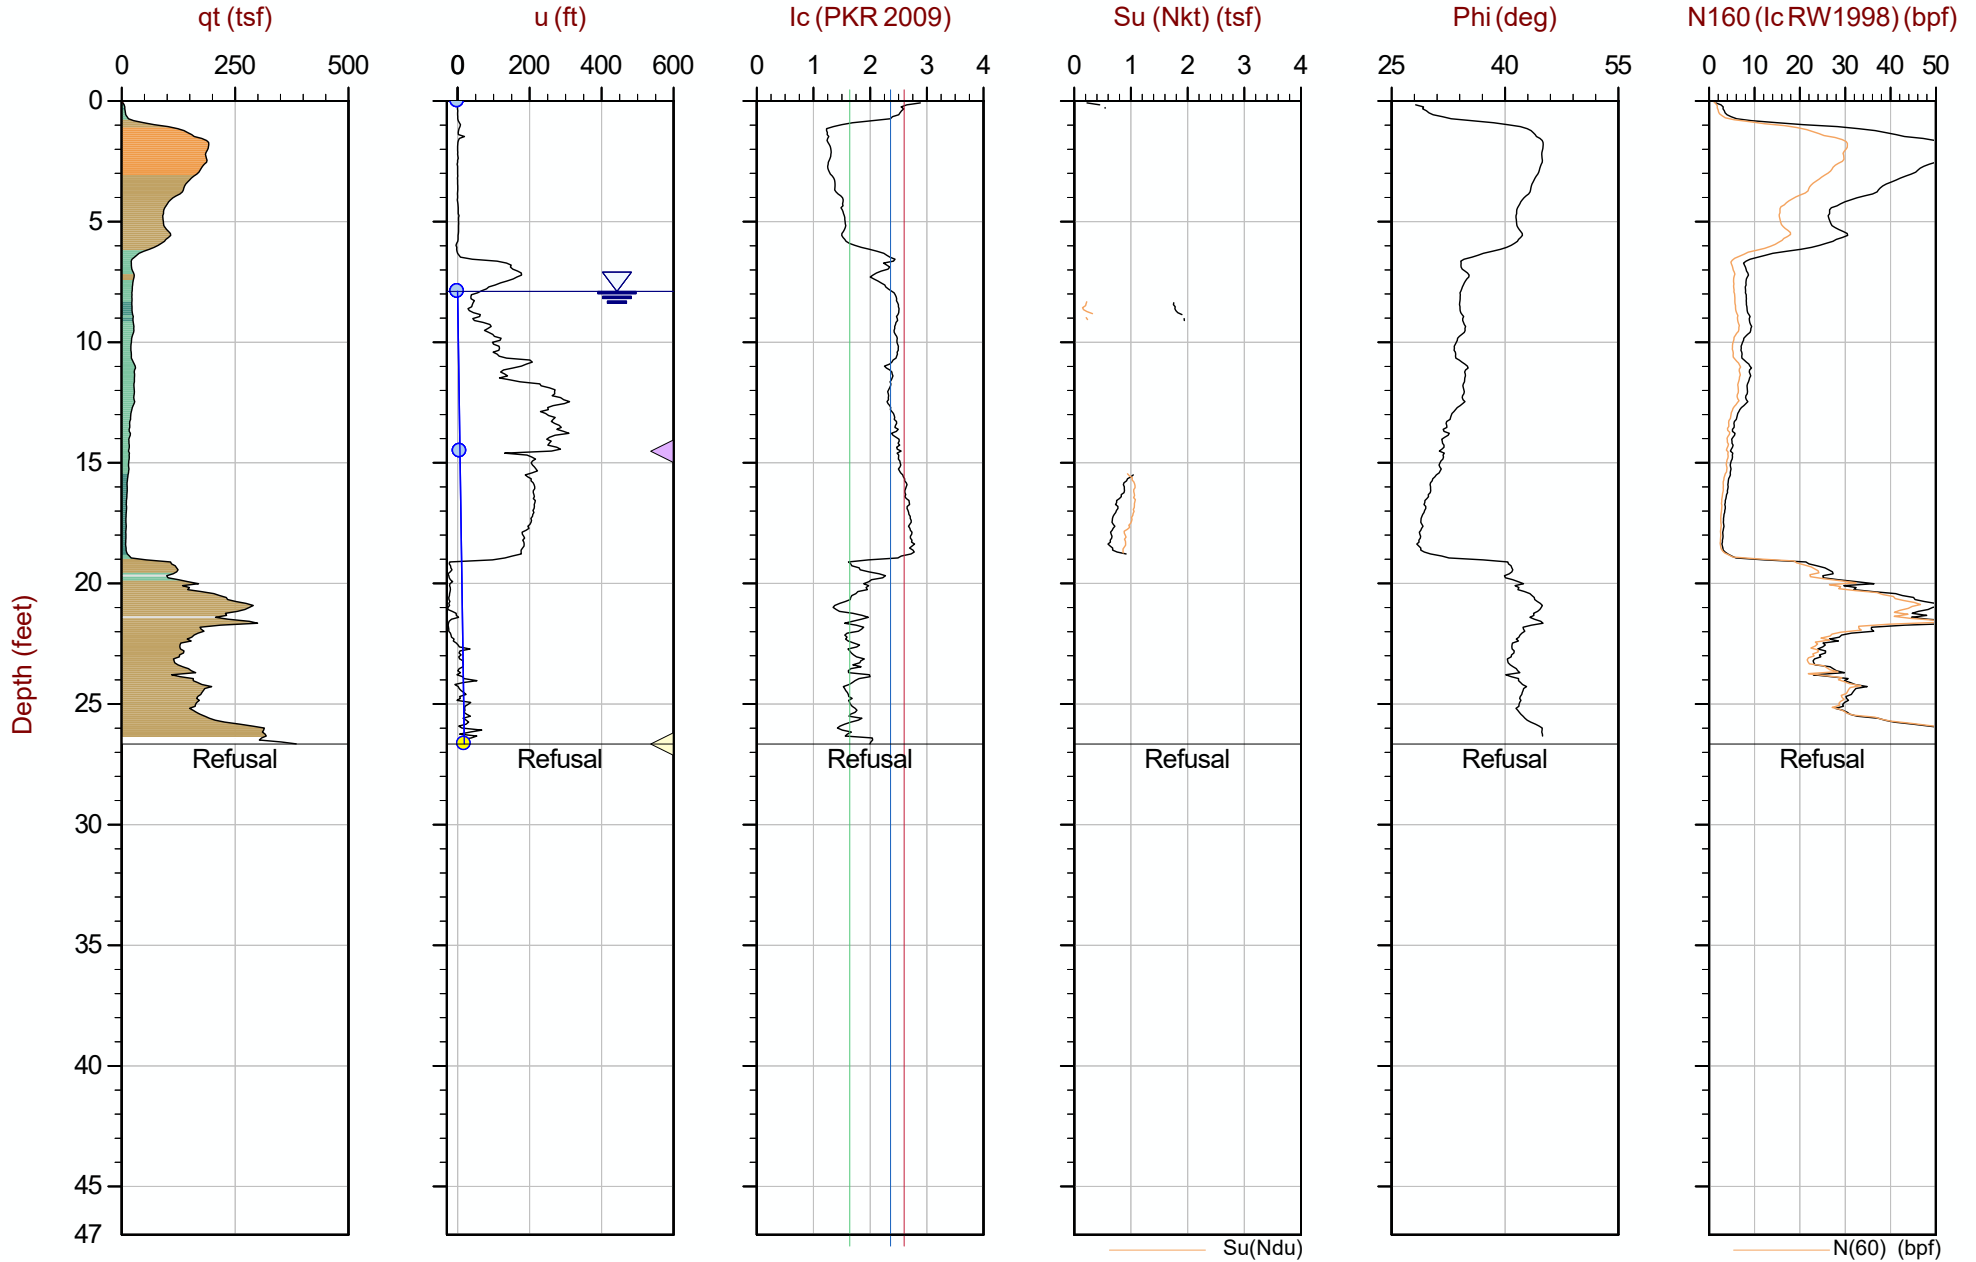 qt (tsf) u (ft) Ic (PKR 2009) Su (Nkt) (tsf) Phi (deg) N160 (Ic RW1998) (bpf)
0 250 500 0 200 400 600 0 1 2 3 4 0 1 2 3 4 25 40 55 0 10 20 30 40 50
0
5
10
15
20
25
Depth (feet)
Refusal Refusal Refusal Refusal Refusal Refusal
30
35
40
45
47
Su(Ndu) N(60) (bpf)